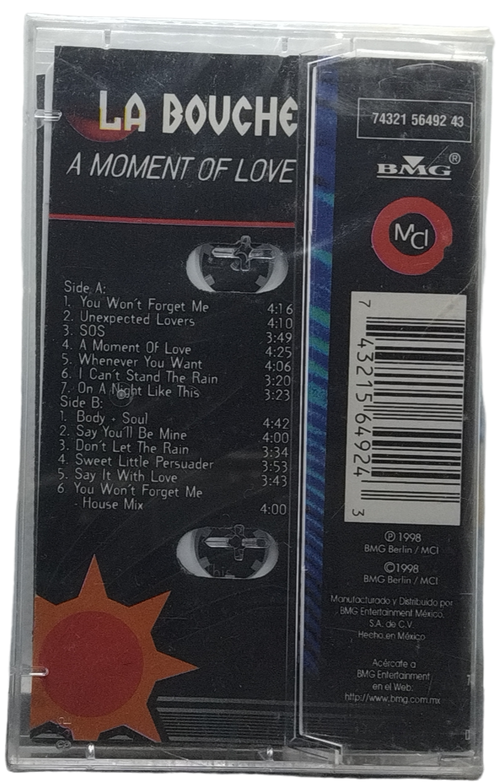 LA BOUCHE
A MOMENT OF LOVE
Side A:
1. You Won't Forget Me 4:16
2. Unexpected Lovers 4:10
3. SOS 3:49
4. A Moment Of Love 4:25
5. Whenever You Want 4:06
6. I Can't Stand The Rain 3:20
7. On A Night Like This 3:23
Side B:
1. Body + Soul 4:42
2. Say You'll Be Mine 4:00
3. Don't Let The Rain 3:34
4. Sweet Little Persuader 3:53
5. Say It With Love 3:43
6 You Won't Forget Me
- House Mix 4:00
74321 56492 43
BMG®
MCI
7 43215 64924 3
℗ 1998
BMG Berlin / MCI
©1998
BMG Berlin / MCI
Manufacturado y Distribuido por
BMG Entertainment México,
S.A. de C.V.
Hecho en México
Acércate a
BMG Entertainment
en el Web:
http://www.bmg.com.mx